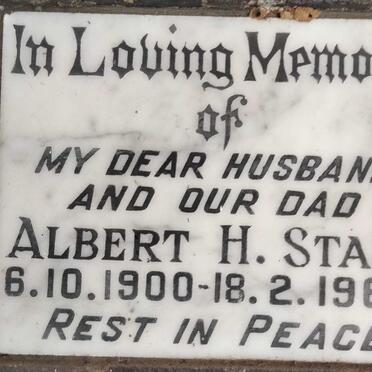 In Loving Memo
of
MY DEAR HUSBAN
AND OUR DAD
ALBERT H. STA
6.10.1900-18.2.196
REST IN PEACE